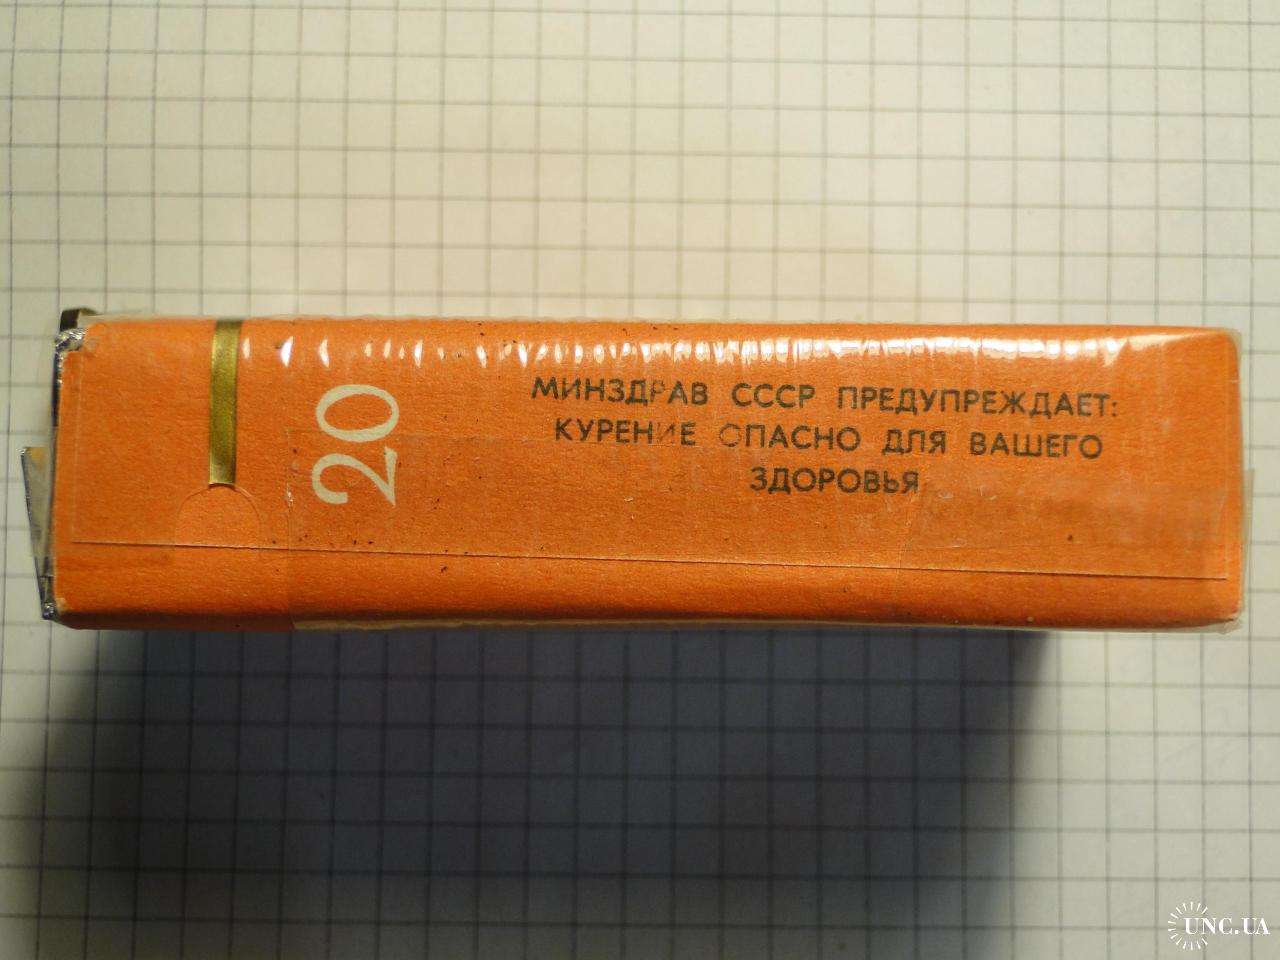 20
МИНЗДРАВ СССР ПРЕДУПРЕЖДАЕТ:
КУРЕНИЕ ОПАСНО ДЛЯ ВАШЕГО
ЗДОРОВЬЯ
UNC.UA